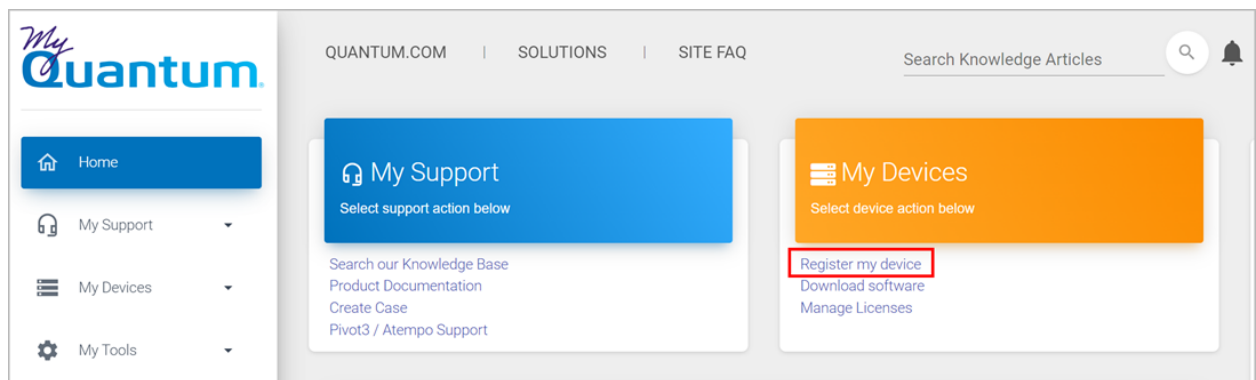 My
Quantum.
QUANTUM.COM | SOLUTIONS | SITE FAQ
Search Knowledge Articles
Home
My Support
My Devices
My Tools
My Support
Select support action below
Search our Knowledge Base
Product Documentation
Create Case
Pivot3 / Atempo Support
My Devices
Select device action below
Register my device
Download software
Manage Licenses